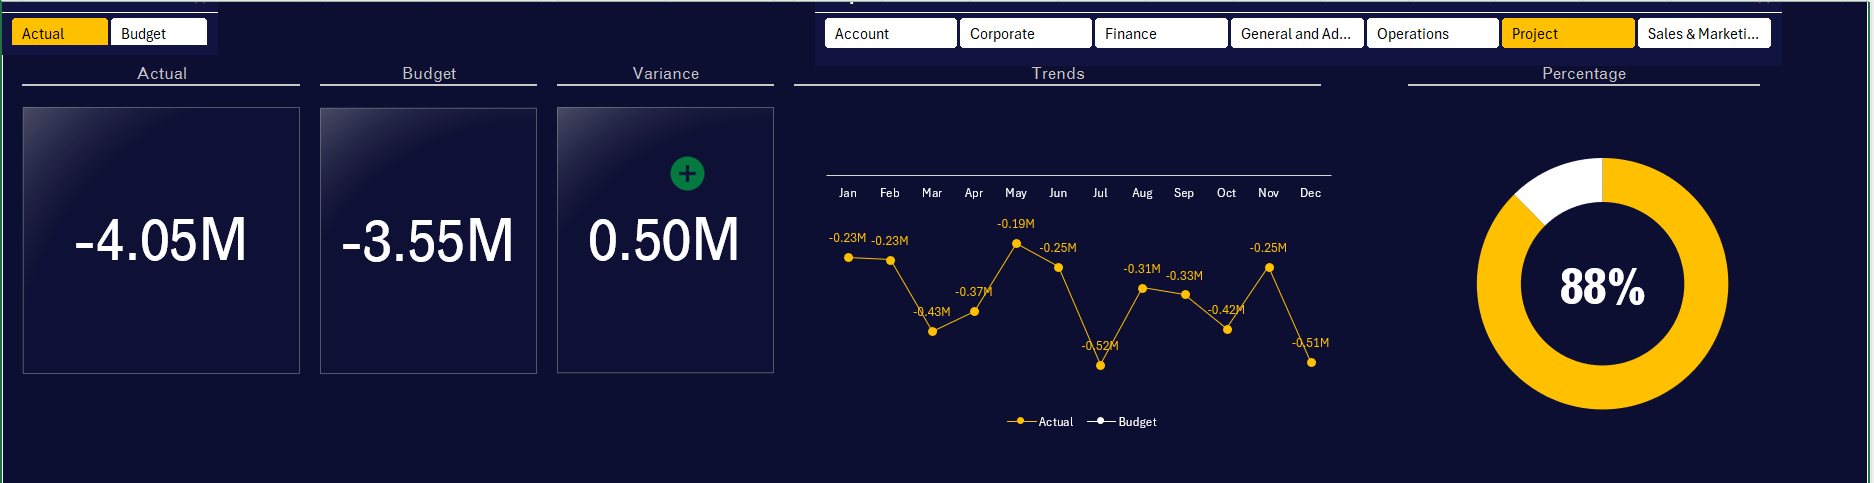 Actual
Budget
Account
Corporate
Finance
General and Ad...
Operations
Project
Sales & Marketi...
Actual
Budget
Variance
Trends
Percentage
-4.05M
-3.55M
0.50M
Jan Feb Mar Apr May Jun Jul Aug Sep Oct Nov Dec
-0.23M
-0.23M
-0.43M
-0.37M
-0.19M
-0.25M
-0.52M
-0.31M
-0.33M
-0.42M
-0.25M
-0.51M
Actual
Budget
88%